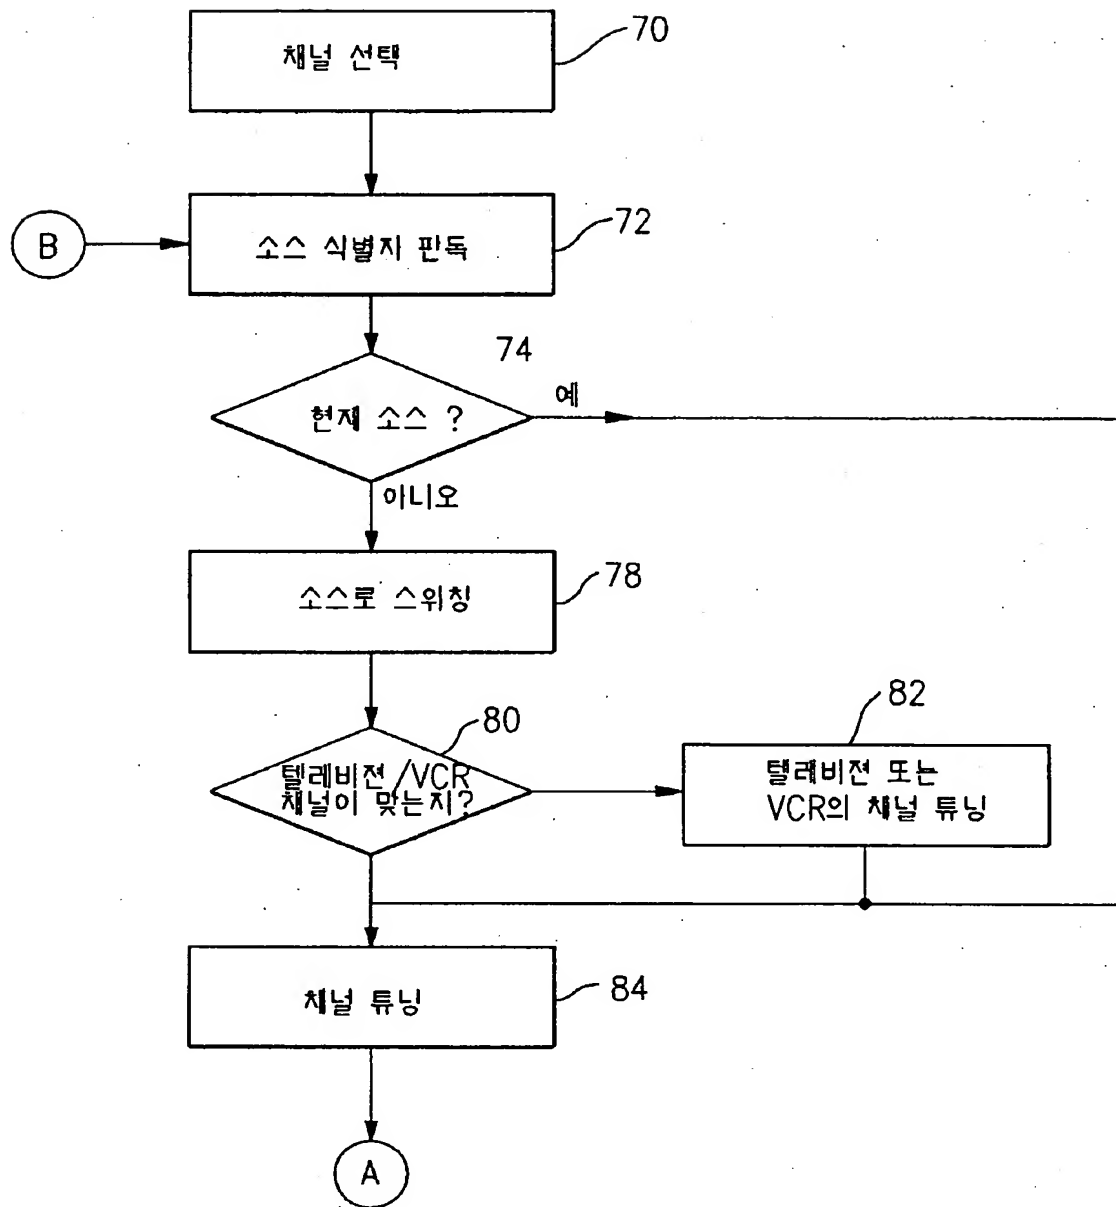 채널 선택
70
B
소스 식별자 판독
72
74
현재 소스 ?
예
아니오
소스로 스위칭
78
80
텔레비젼/VCR
채널이 맞는지?
82
텔레비젼 또는
VCR의 채널 튜닝
채널 튜닝
84
A